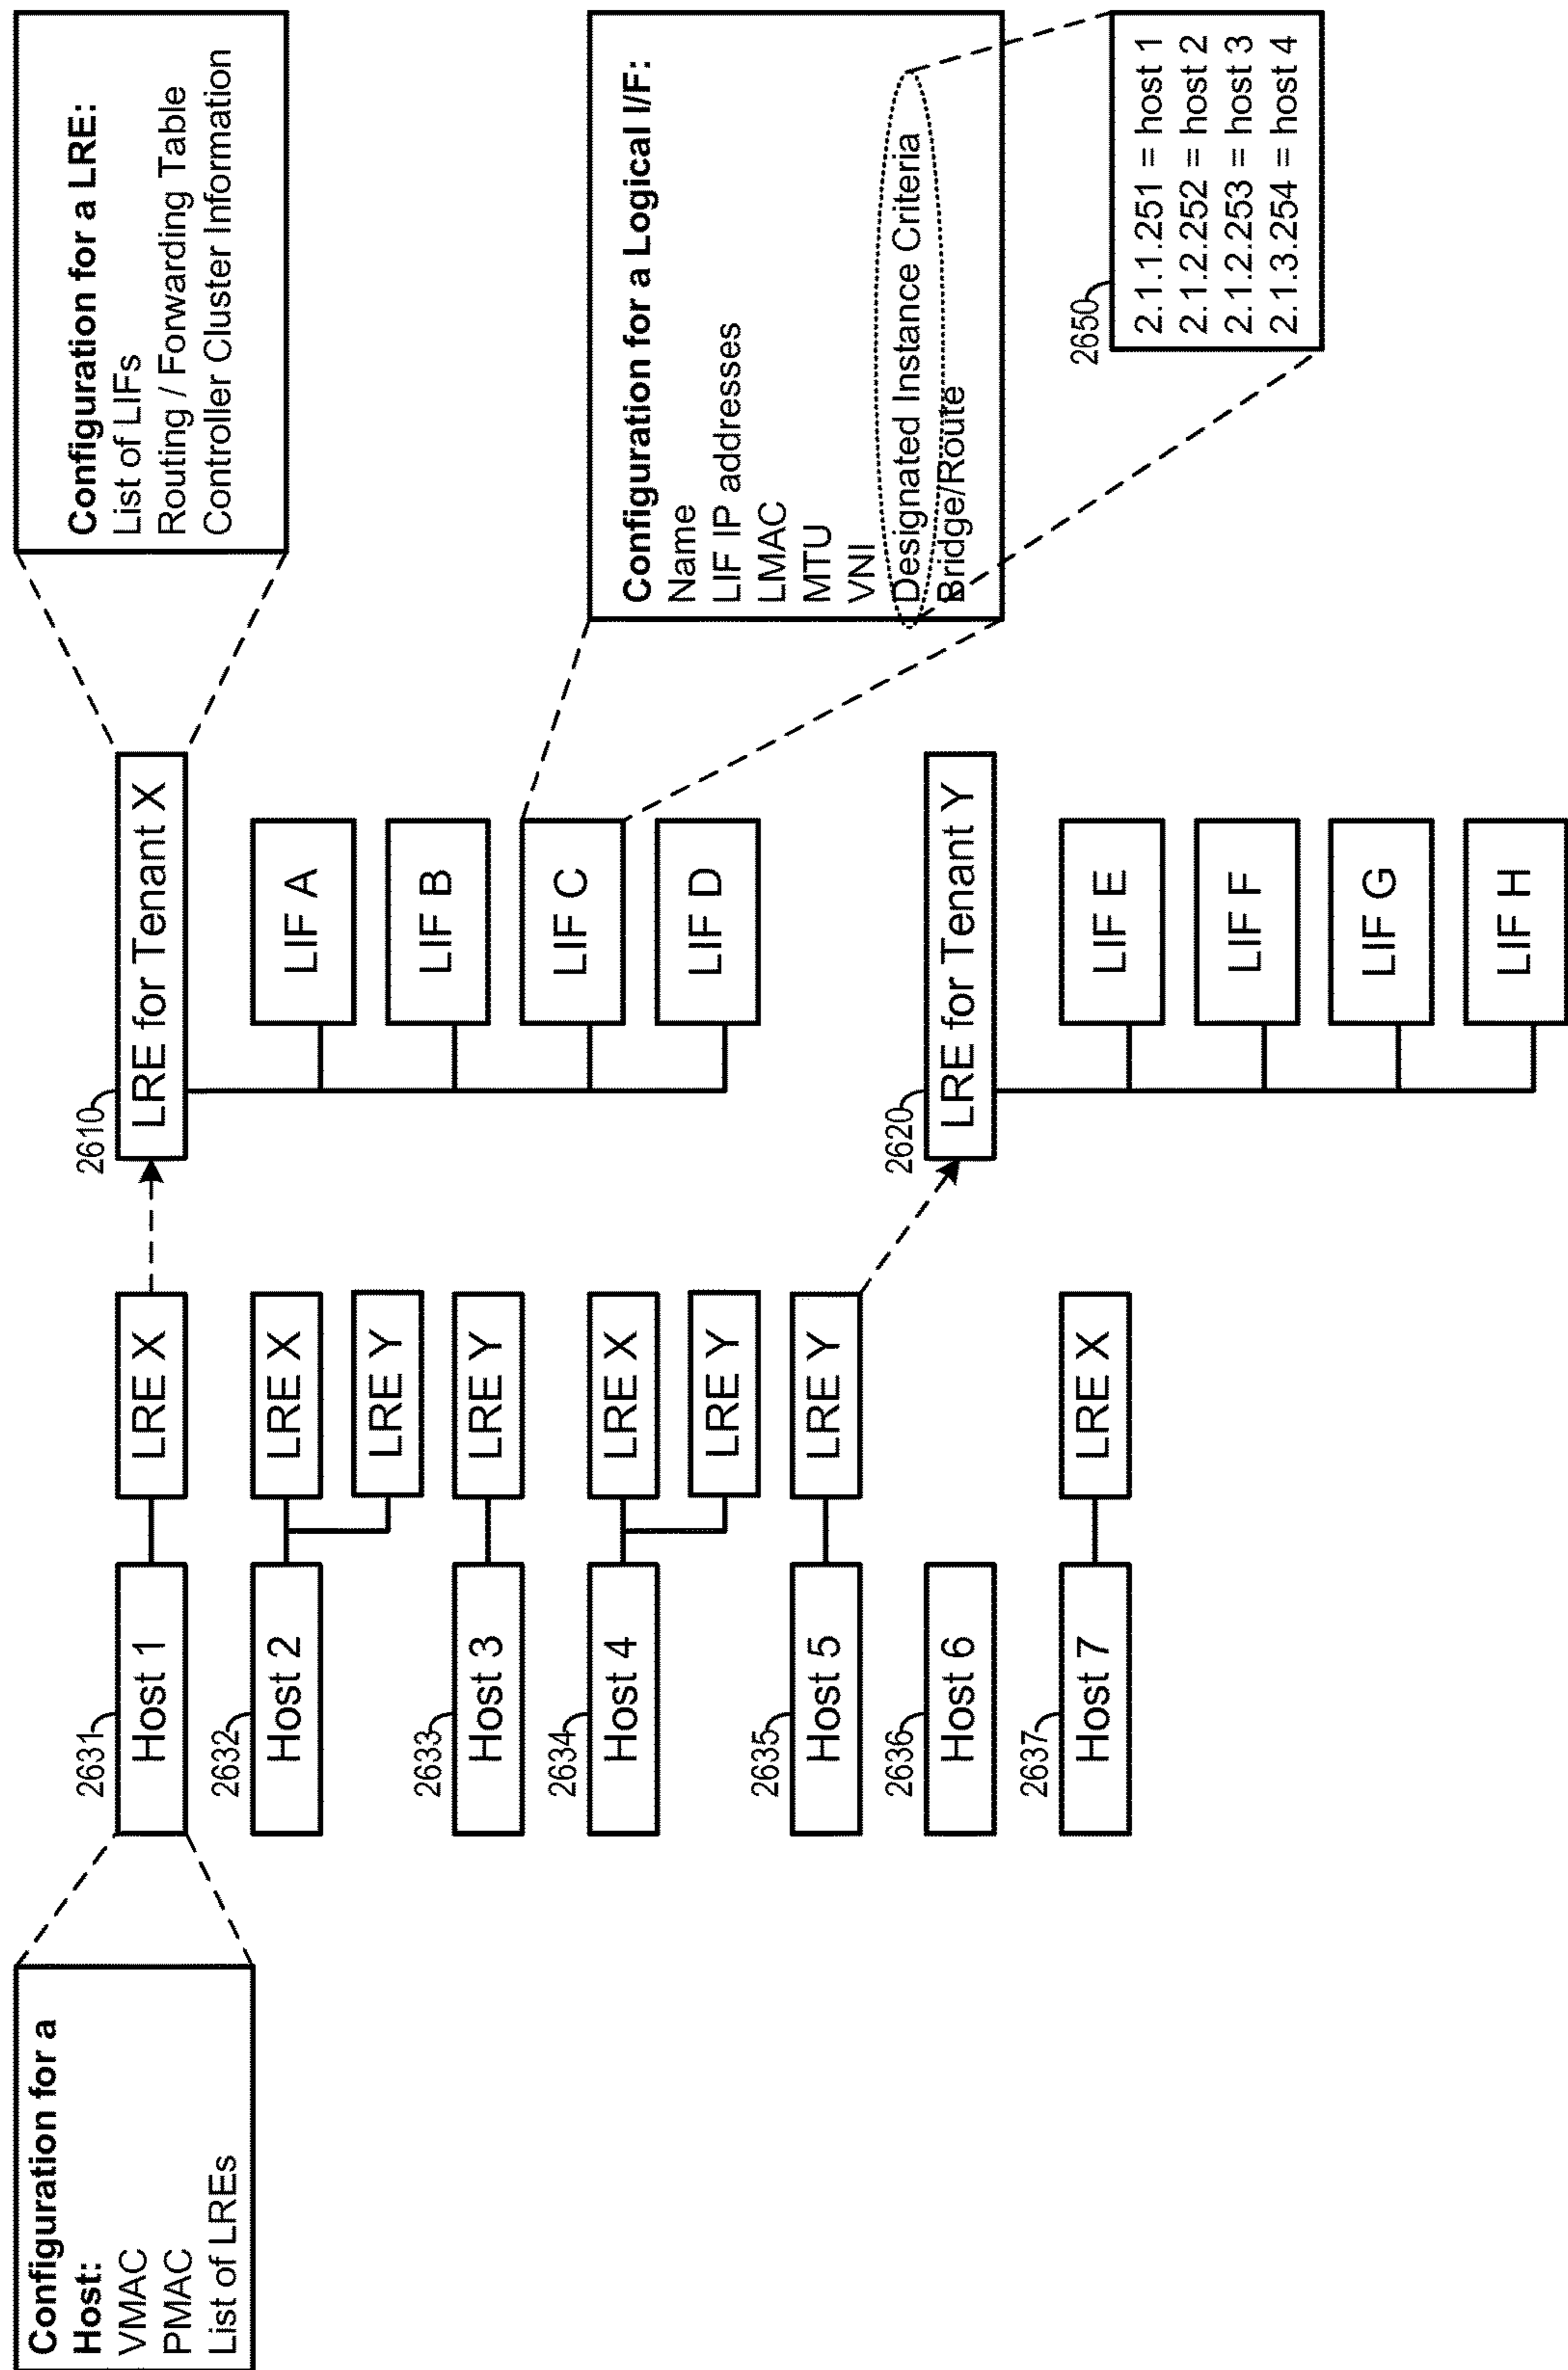 Configuration for a
Host:
VMAC
PMAC
List of LREs
2631
Host 1
LRE X
2632
Host 2
LRE X
LRE Y
2633
Host 3
LRE Y
2634
Host 4
LRE X
LRE Y
2635
Host 5
LRE Y
2636
Host 6
2637
Host 7
LRE X
2610
LRE for Tenant X
LIF A
LIF B
LIF C
LIF D
2620
LRE for Tenant Y
LIF E
LIF F
LIF G
LIF H
Configuration for a LRE:
List of LIFs
Routing / Forwarding Table
Controller Cluster Information
Configuration for a Logical I/F:
Name
LIF IP addresses
LMAC
MTU
VNI
Designated Instance Criteria
Bridge/Route
2650
2.1.1.251 = host 1
2.1.2.252 = host 2
2.1.2.253 = host 3
2.1.3.254 = host 4